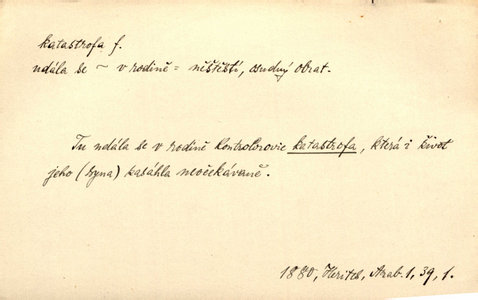 katastrofa f.
udála se ~ v rodině = neštěstí, osudný obrat.
Tu udála se v rodině Kontrolorovic katastrofa, která i život
jeho (syna) zasáhla neočekávaně.
1880, Heritės, Arab. 1, 39, 1.